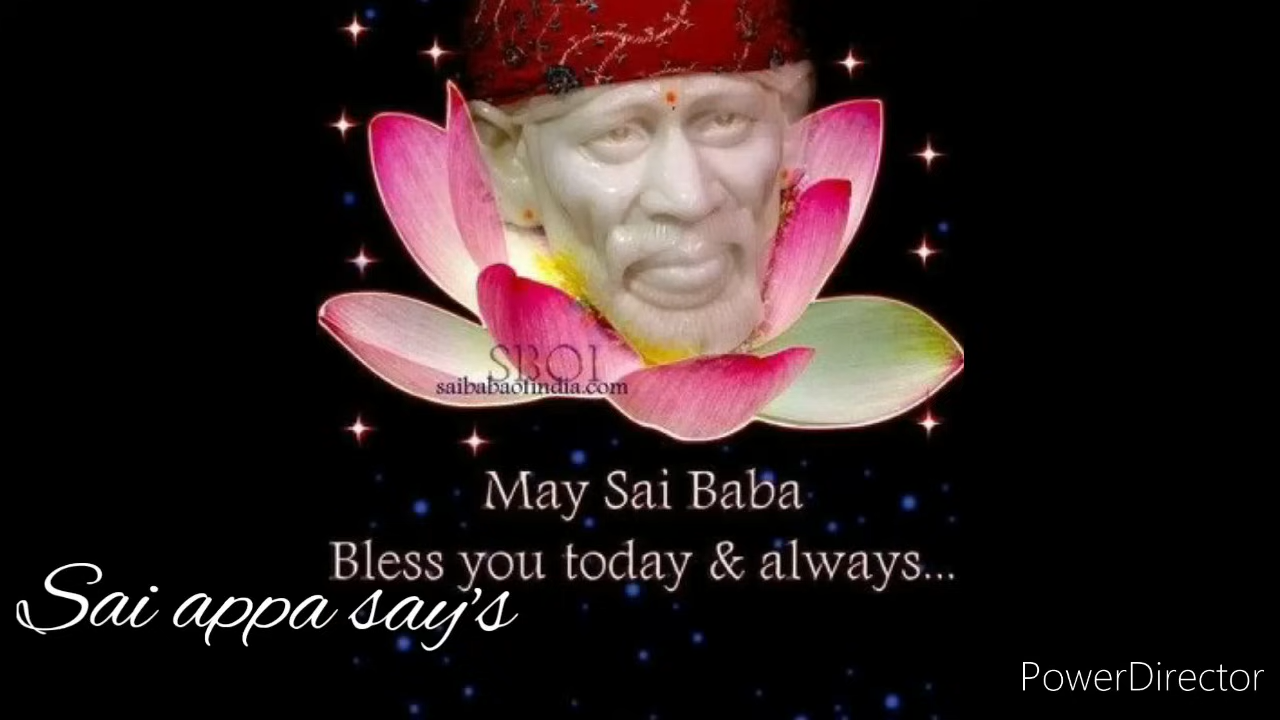 SBOI
saibabaofindia.com
May Sai Baba
Bless you today & always...
Sai appa say's
PowerDirector